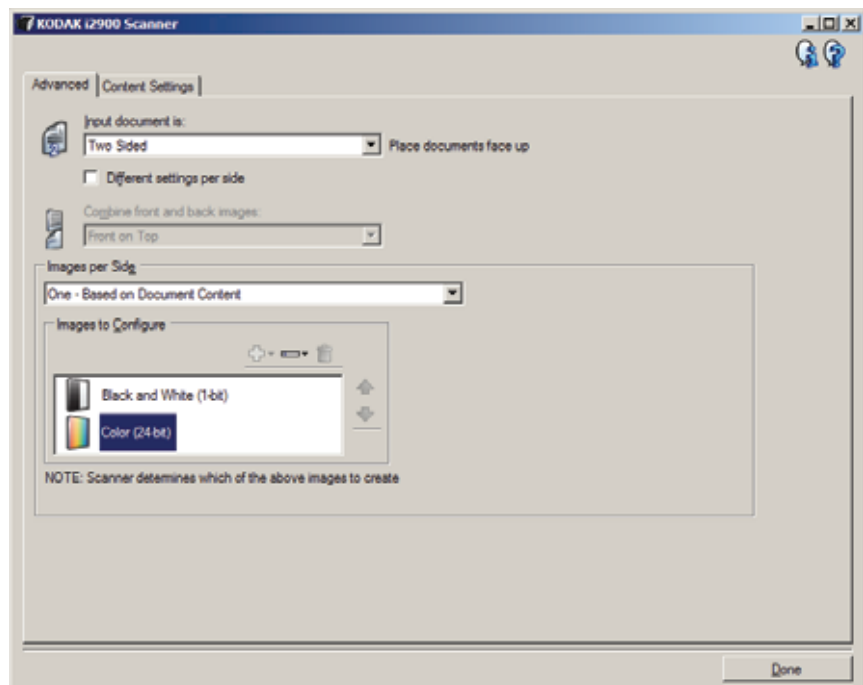 KODAK i2900 Scanner
Advanced
Content Settings
Input document is:
Two Sided
Place documents face up
Different settings per side
Combine front and back images:
Front on Top
Images per Side
One - Based on Document Content
Images to Configure
Black and White (1-bit)
Color (24-bit)
NOTE: Scanner determines which of the above images to create
Done